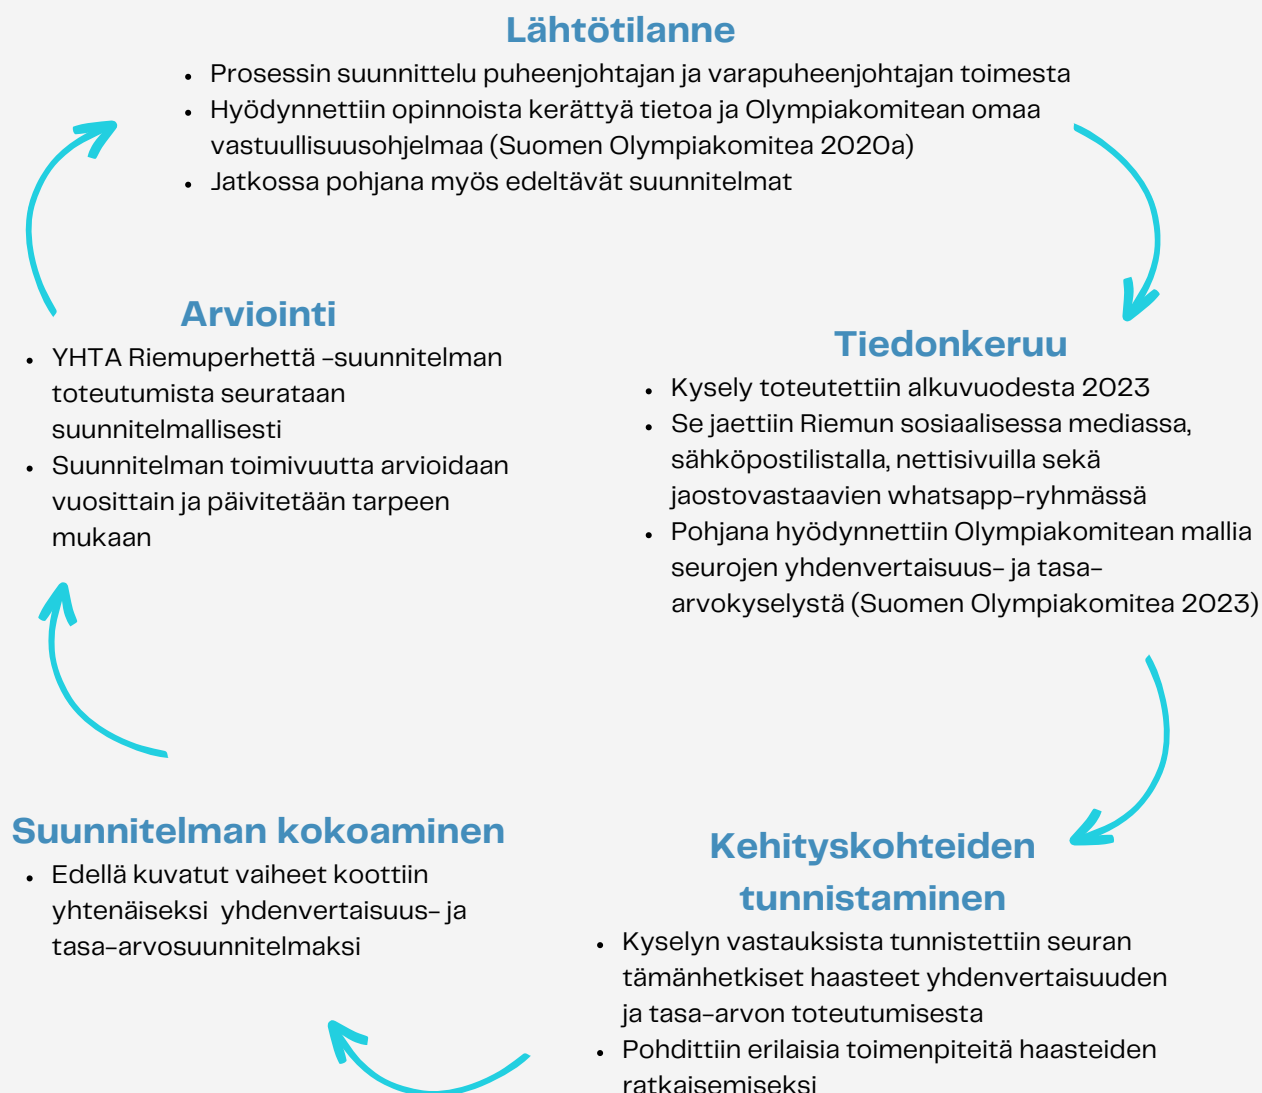 Lähtötilanne
• Prosessin suunnittelu puheenjohtajan ja varapuheenjohtajan toimesta
• Hyödynnettiin opinnoista kerättyä tietoa ja Olympiakomitean omaa
vastuullisuusohjelmaa (Suomen Olympiakomitea 2020a)
• Jatkossa pohjana myös edeltävät suunnitelmat
Tiedonkeruu
• Kysely toteutettiin alkuvuodesta 2023
• Se jaettiin Riemun sosiaalisessa mediassa,
sähköpostilistalla, nettisivuilla sekä
jaostovastaavien whatsapp-ryhmässä
• Pohjana hyödynnettiin Olympiakomitean mallia
seurojen yhdenvertaisuus- ja tasa-
arvokyselystä (Suomen Olympiakomitea 2023)
Kehityskohteiden
tunnistaminen
• Kyselyn vastauksista tunnistettiin seuran
tämänhetkiset haasteet yhdenvertaisuuden
ja tasa-arvon toteutumisesta
• Pohdittiin erilaisia toimenpiteitä haasteiden
ratkaisemiseksi
Suunnitelman kokoaminen
• Edellä kuvatut vaiheet koottiin
yhtenäiseksi yhdenvertaisuus- ja
tasa-arvosuunnitelmaksi
Arviointi
• YHTA Riemuperhettä -suunnitelman
toteutumista seurataan
suunnitelmallisesti
• Suunnitelman toimivuutta arvioidaan
vuosittain ja päivitetään tarpeen
mukaan